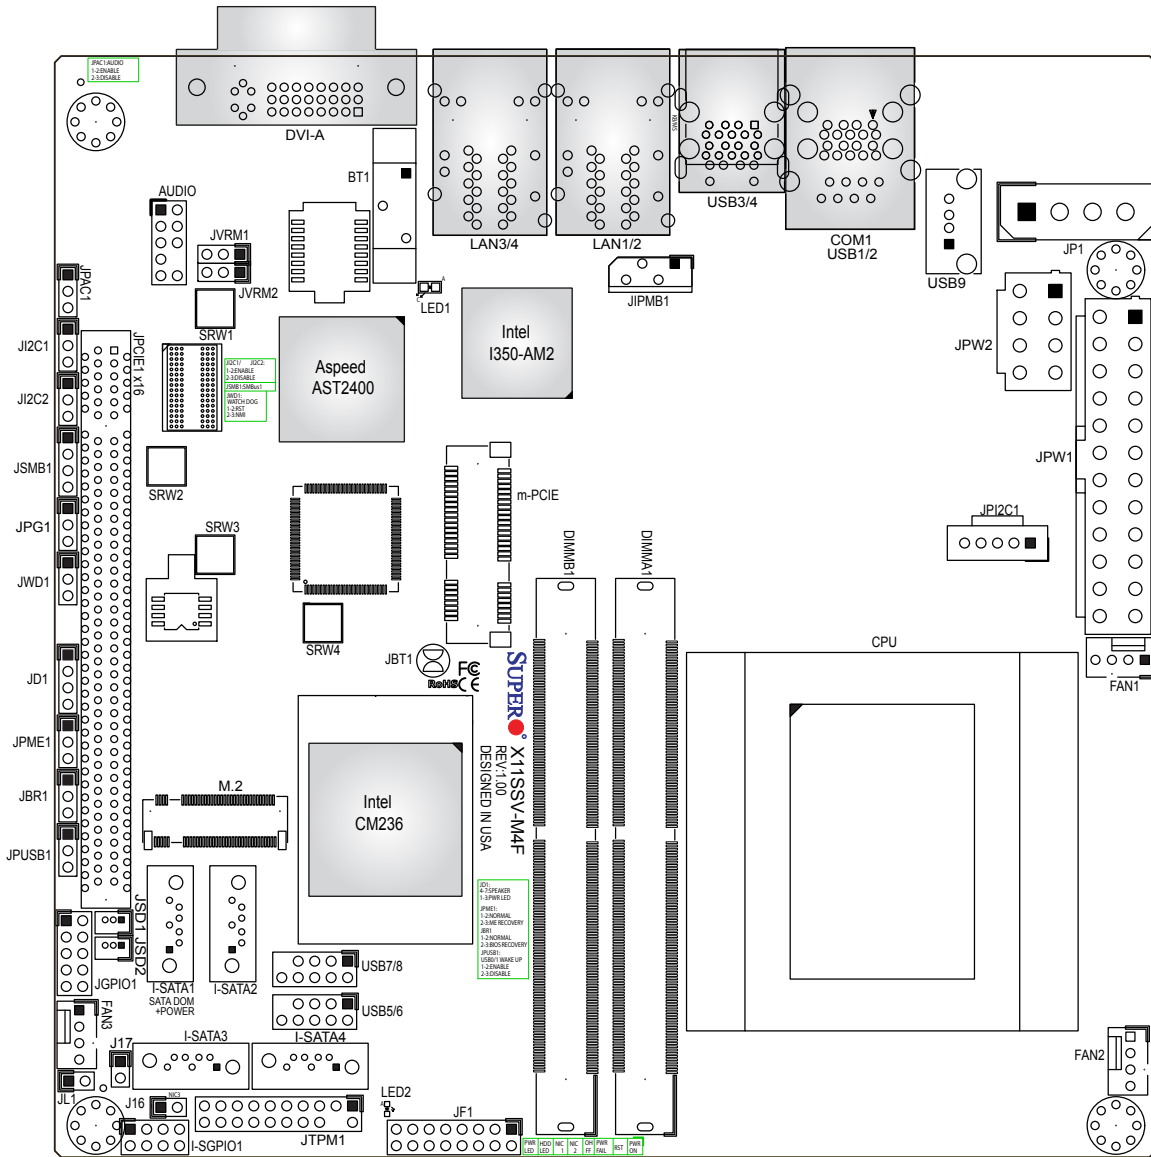 JPAC1:AUDIO
1-2:ENABLE
2-3:DISABLE
DVI-A
LAN3/4
LAN1/2
KB/MS
USB3/4
COM1
USB1/2
USB9
JP1
BT1
AUDIO
JVRM1
JVRM2
A
C
LED1
JIPMB1
JPAC1
SRW1
JI2C1
JPCIE1 x16
JI2C1/ JI2C2:
1-2:ENABLE
2-3:DISABLE
JSMB1:SMBus1
JWD1:
WATCH DOG
1-2:RST
2-3:NMI
Aspeed
AST2400
Intel
I350-AM2
JPW2
JI2C2
JSMB1
SRW2
m-PCIE
JPW1
JPG1
SRW3
JPI2C1
JWD1
DIMMB1
DIMMA1
SRW4
JBT1
FC
RoHS CE
SUPER
X11SSV-M4F
REV:1.00
DESIGNED IN USA
CPU
FAN1
JD1
JPME1
JBR1
M.2
Intel
CM236
JPUSB1
JD1:
4-7:SPEAKER
1-3:PWR LED
JPME1:
1-2:NORMAL
2-3:ME RECOVERY
JBR1
1-2:NORMAL
2-3:BIOS RECOVERY
JPUSB1:
USB0/1 WAKE UP
1-2:ENABLE
2-3:DISABLE
JSD1
JSD2
JGPIO1
I-SATA1
SATA DOM
+POWER
I-SATA2
USB7/8
USB5/6
FAN3
J17
I-SATA3
I-SATA4
FAN2
JL1
J16
NIC3
LED2
A
JTPM1
JF1
I-SGPIO1
PWR LED
HDD LED
NIC 1
NIC 2
OH FF
PWR FAIL
RST
PWR ON